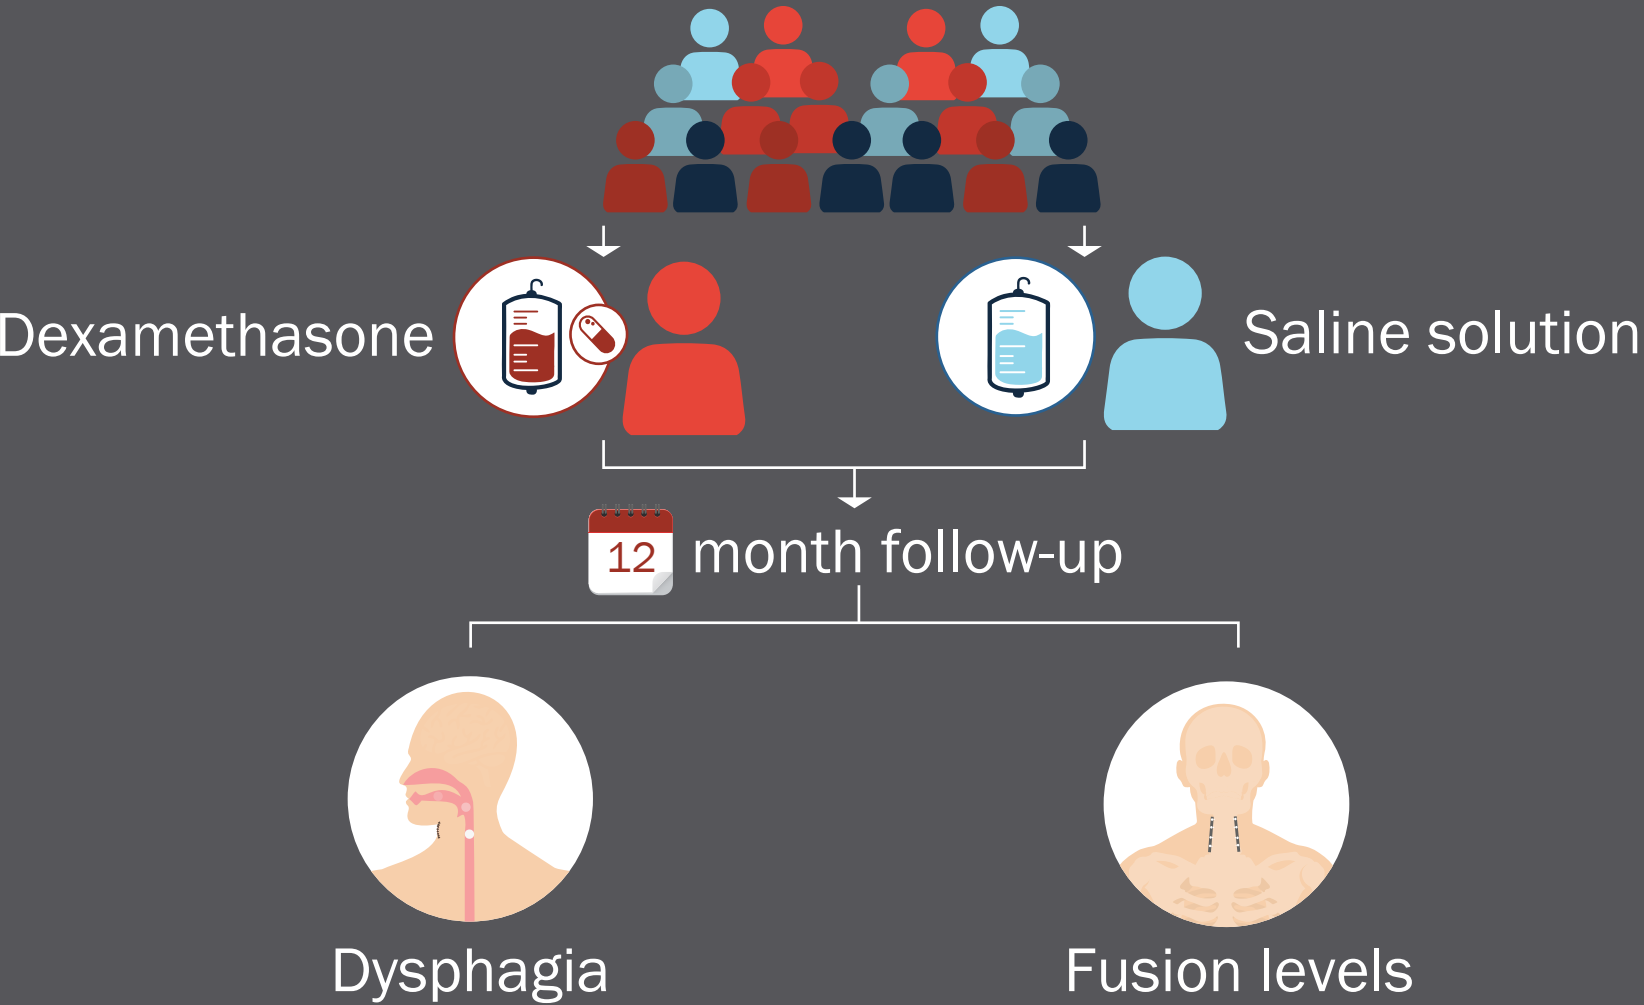 Dexamethasone
Saline solution
12 month follow-up
Dysphagia
Fusion levels